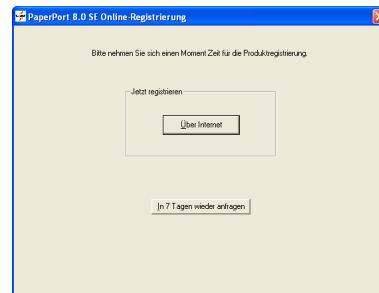 PaperPort 8.0 SE Online-Registrierung
Bitte nehmen Sie sich einen Moment Zeit für die Produktregistrierung.
Jetzt registrieren
Über Internet
In 7 Tagen wieder anfragen